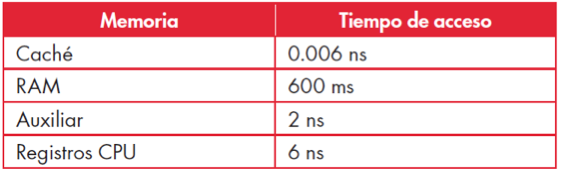 Memoria Tiempo de acceso
Caché 0.006 ns
RAM 600 ms
Auxiliar 2 ns
Registros CPU 6 ns